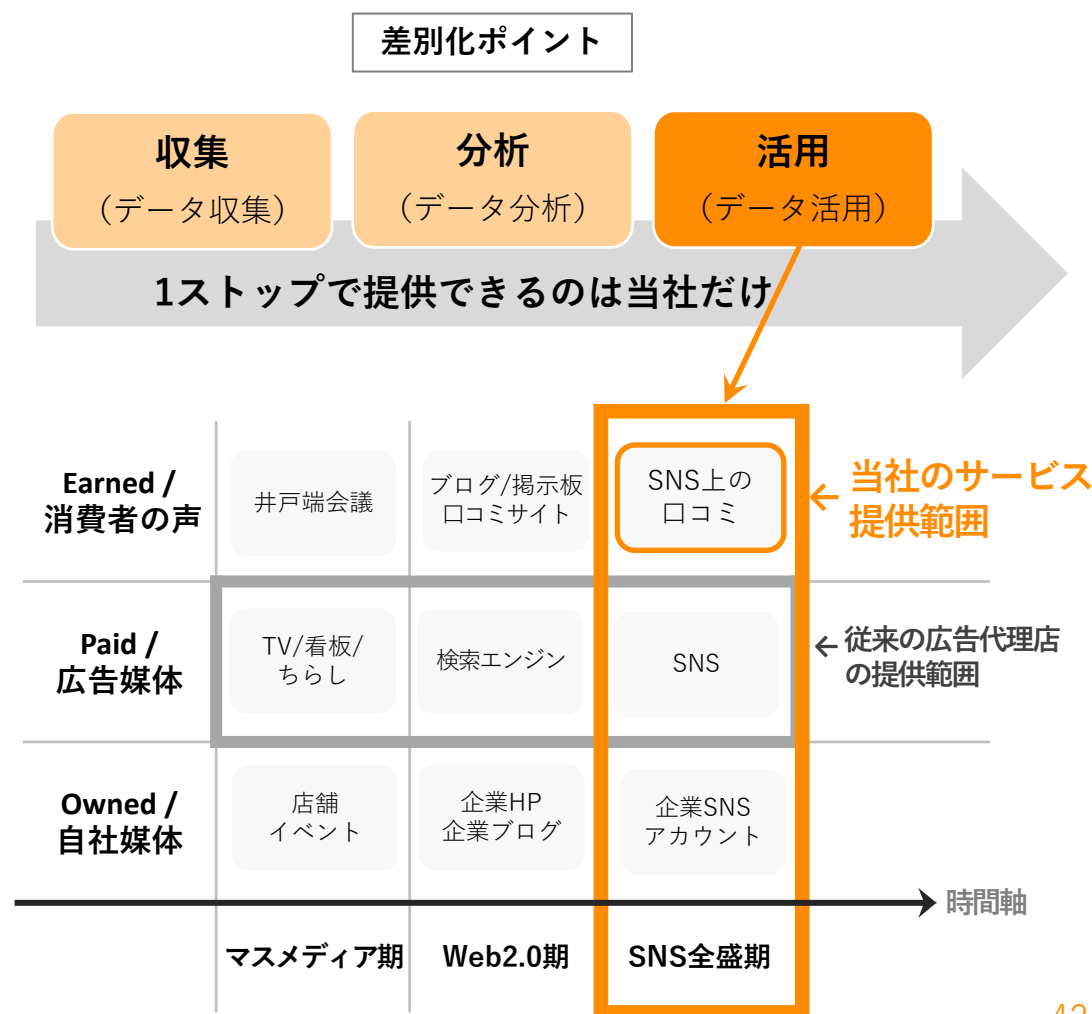 差別化ポイント
収集
（データ収集）
分析
（データ分析）
活用
（データ活用）
1ストップで提供できるのは当社だけ
Earned /
消費者の声
井戸端会議
ブログ/掲示板
口コミサイト
SNS上の
口コミ
← 当社のサービス
提供範囲
Paid /
広告媒体
TV/看板/
ちらし
検索エンジン
SNS
← 従来の広告代理店
の提供範囲
Owned /
自社媒体
店舗
イベント
企業HP
企業ブログ
企業SNS
アカウント
時間軸
マスメディア期
Web2.0期
SNS全盛期